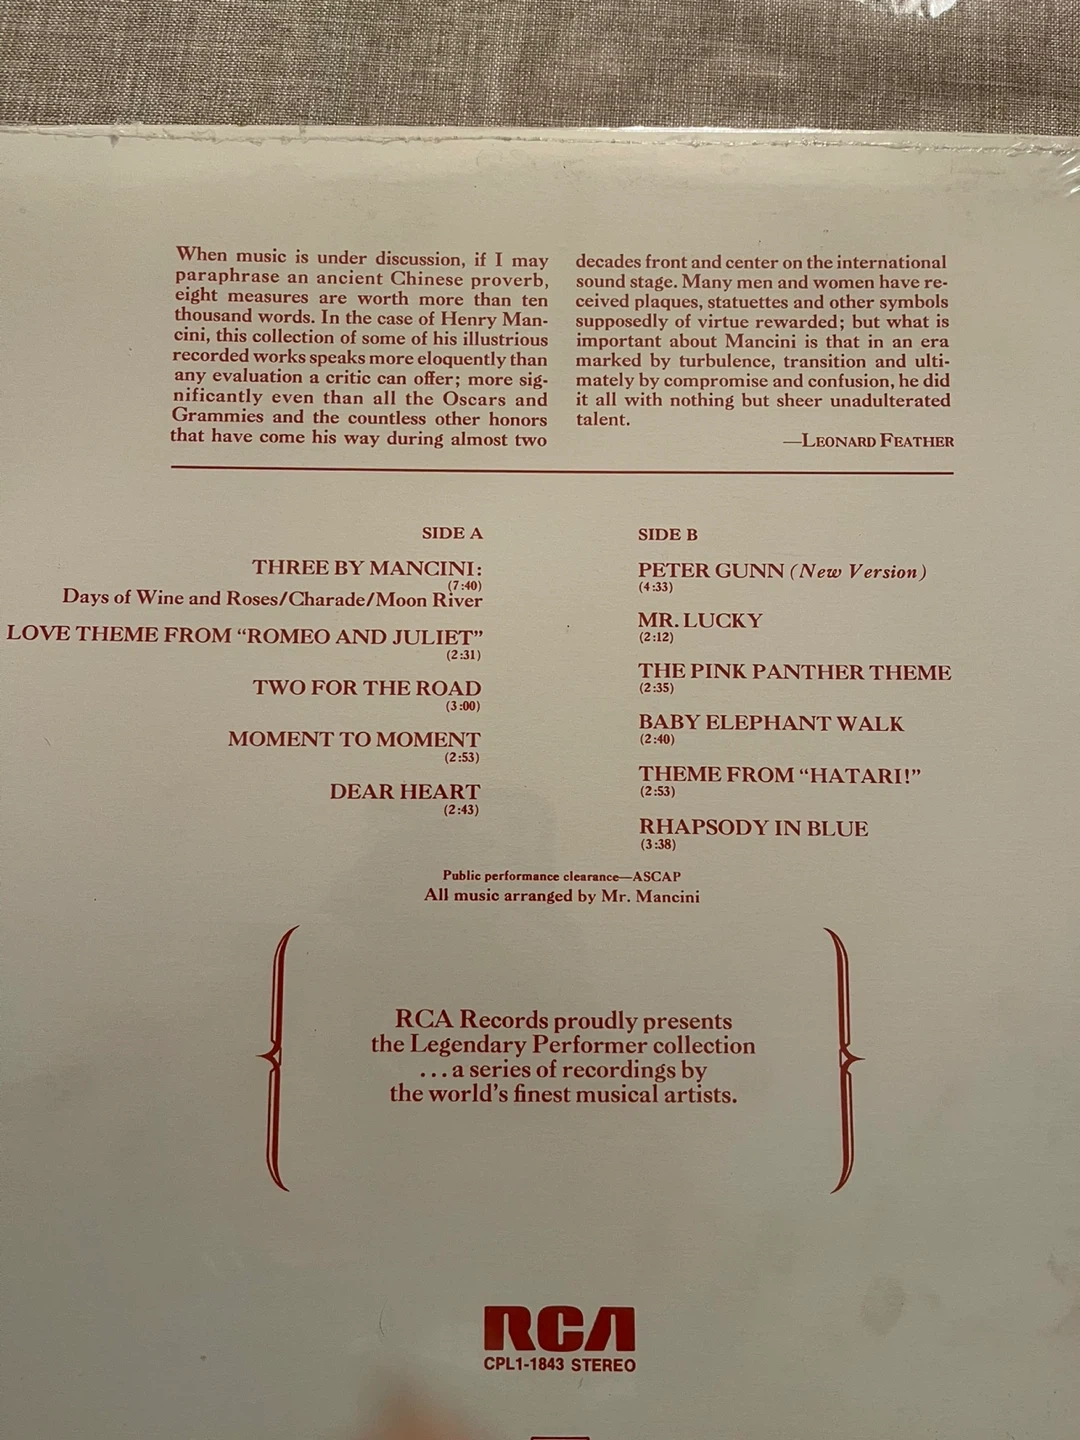 When music is under discussion, if I may
paraphrase an ancient Chinese proverb,
eight measures are worth more than ten
thousand words. In the case of Henry Man-
cini, this collection of some of his illustrious
recorded works speaks more eloquently than
any evaluation a critic can offer; more sig-
nificantly even than all the Oscars and
Grammies and the countless other honors
that have come his way during almost two
decades front and center on the international
sound stage. Many men and women have re-
ceived plaques, statuettes and other symbols
supposedly of virtue rewarded; but what is
important about Mancini is that in an era
marked by turbulence, transition and ulti-
mately by compromise and confusion, he did
it all with nothing but sheer unadulterated
talent.
—LEONARD FEATHER
SIDE A
THREE BY MANCINI:
(7:40)
Days of Wine and Roses/Charade/Moon River
LOVE THEME FROM “ROMEO AND JULIET”
(2:31)
TWO FOR THE ROAD
(3:00)
MOMENT TO MOMENT
(2:53)
DEAR HEART
(2:43)
SIDE B
PETER GUNN (New Version)
(4:33)
MR. LUCKY
(2:12)
THE PINK PANTHER THEME
(2:35)
BABY ELEPHANT WALK
(2:40)
THEME FROM “HATARI!”
(2:53)
RHAPSODY IN BLUE
(3:38)
Public performance clearance—ASCAP
All music arranged by Mr. Mancini
RCA Records proudly presents
the Legendary Performer collection
...a series of recordings by
the world’s finest musical artists.
RCA
CPL1-1843 STEREO